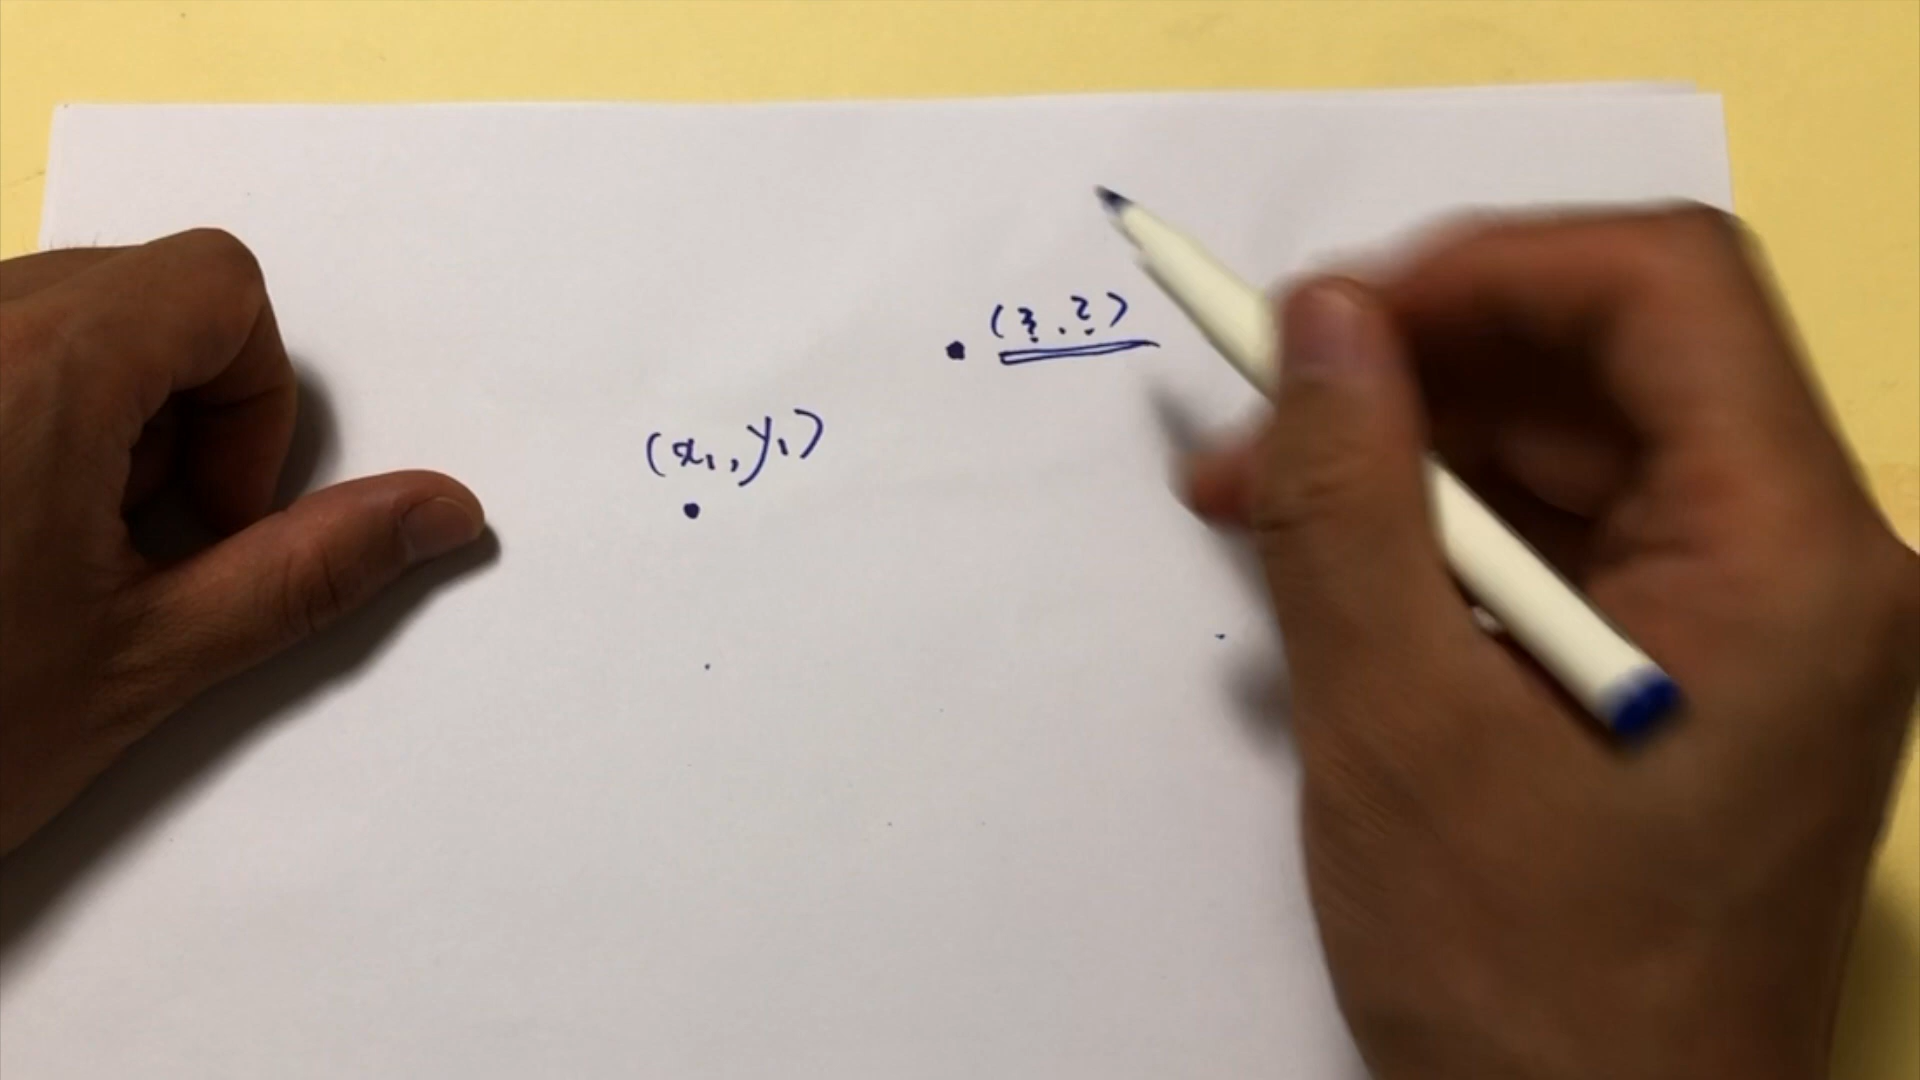 (?, ?)
(x₁, y₁)